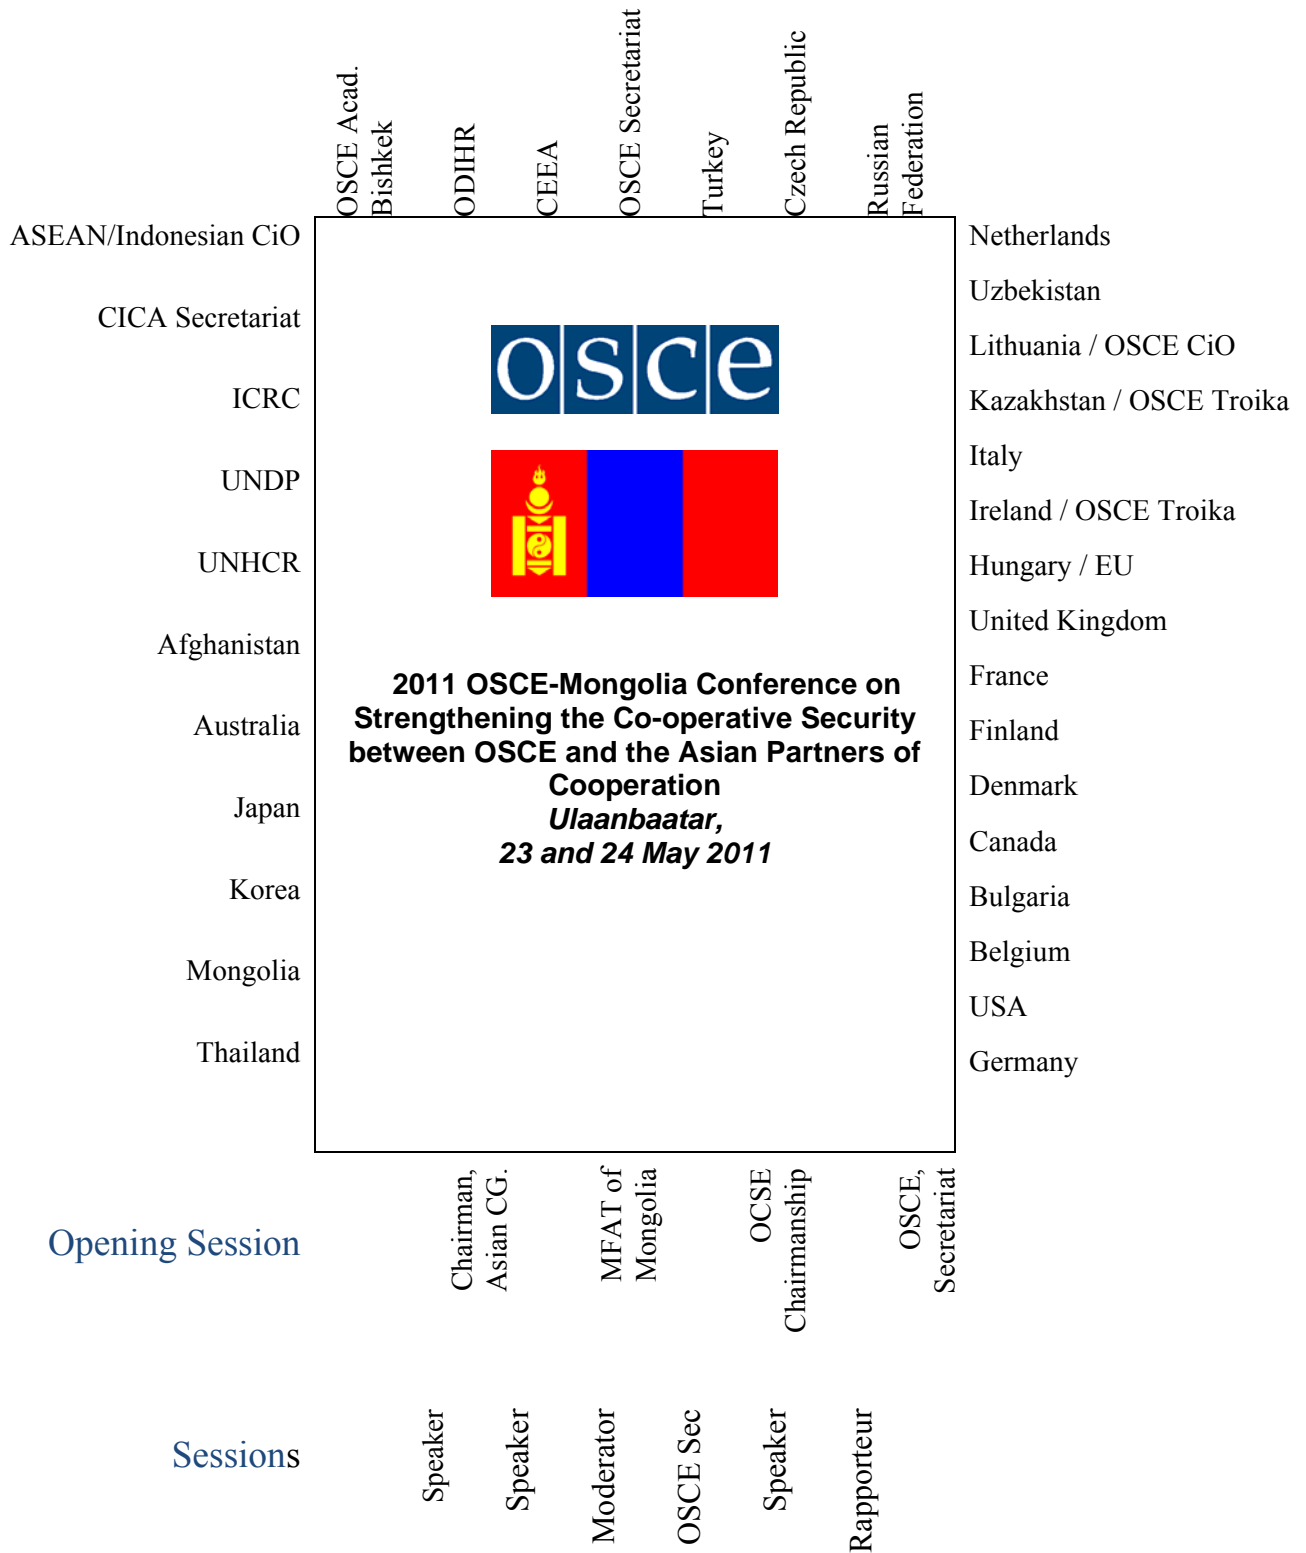 OSCE Acad.
Bishkek
ODIHR
CEEA
OSCE Secretariat
Turkey
Czech Republic
Russian
Federation
ASEAN/Indonesian CiO
CICA Secretariat
ICRC
UNDP
UNHCR
Afghanistan
Australia
Japan
Korea
Mongolia
Thailand
osce
2011 OSCE-Mongolia Conference on
Strengthening the Co-operative Security
between OSCE and the Asian Partners of
Cooperation
Ulaanbaatar,
23 and 24 May 2011
Netherlands
Uzbekistan
Lithuania / OSCE CiO
Kazakhstan / OSCE Troika
Italy
Ireland / OSCE Troika
Hungary / EU
United Kingdom
France
Finland
Denmark
Canada
Bulgaria
Belgium
USA
Germany
Opening Session
Chairman,
Asian CG.
MFAT of
Mongolia
OCSE
Chairmanship
OSCE,
Secretariat
Sessions
Speaker
Speaker
Moderator
OSCE Sec
Speaker
Rapporteur